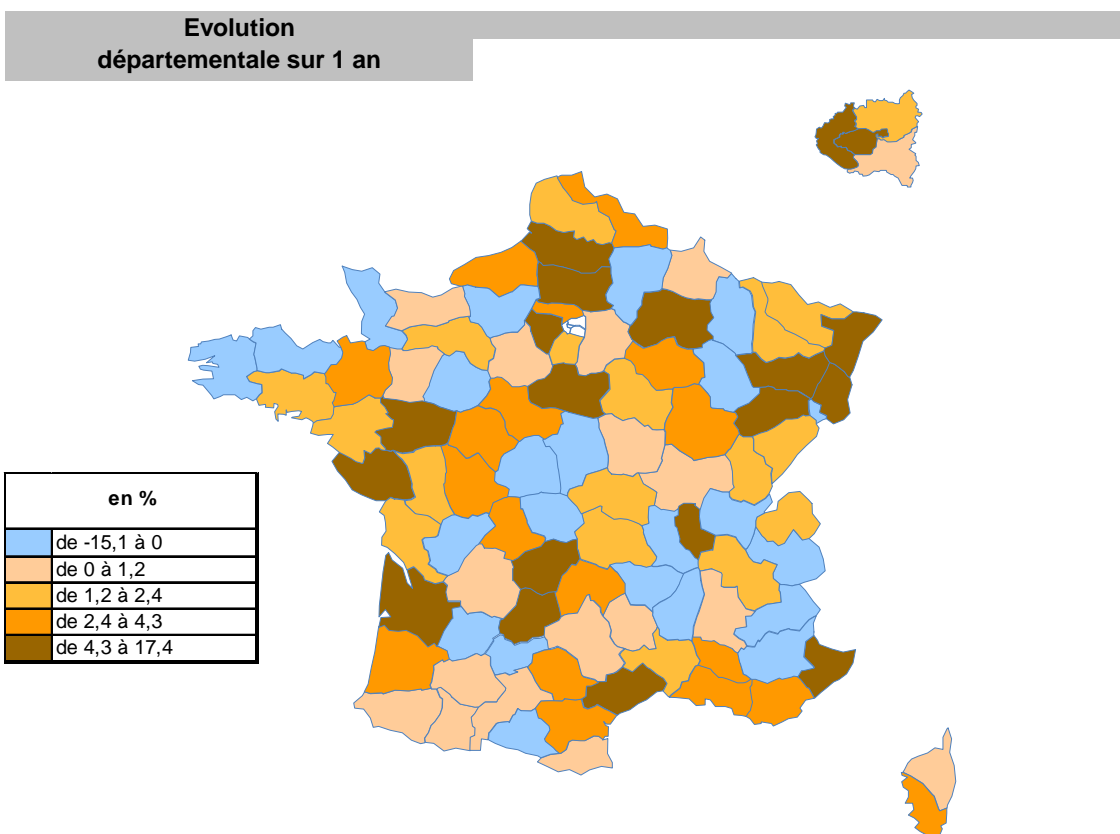 Evolution
départementale sur 1 an
en %
de -15,1 à 0
de 0 à 1,2
de 1,2 à 2,4
de 2,4 à 4,3
de 4,3 à 17,4